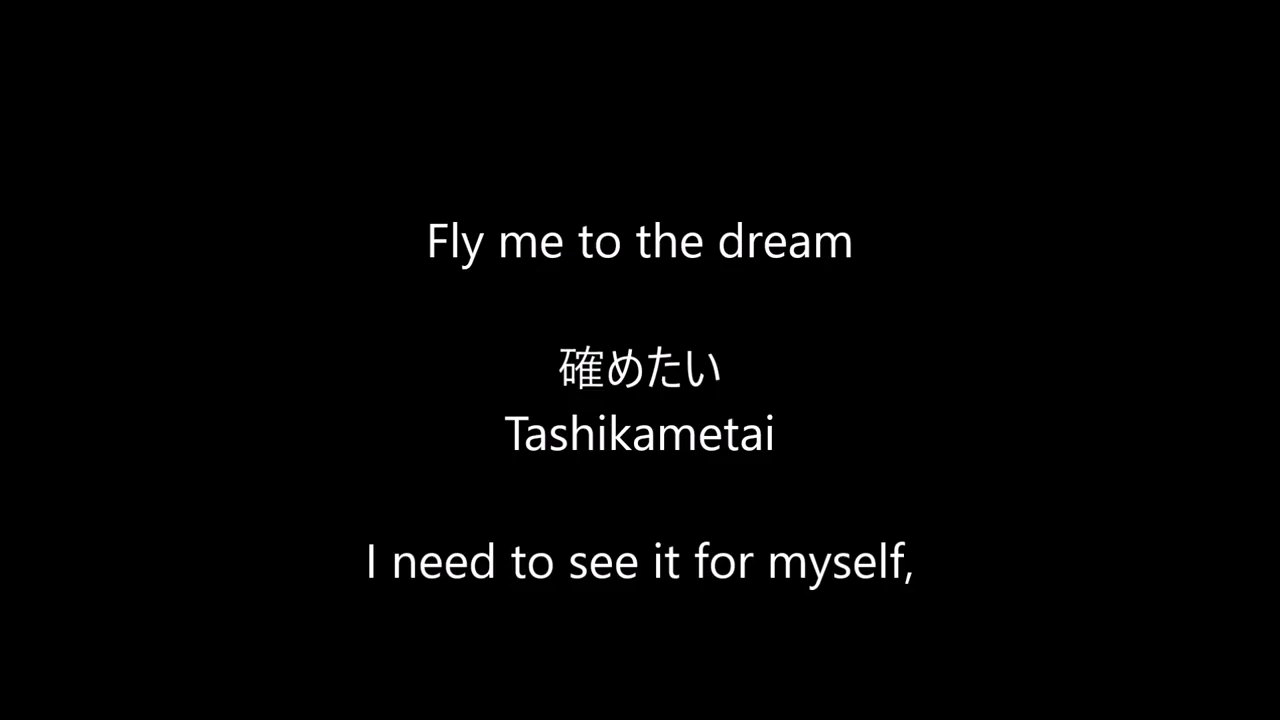 Fly me to the dream
確めたい
Tashikametai
I need to see it for myself,